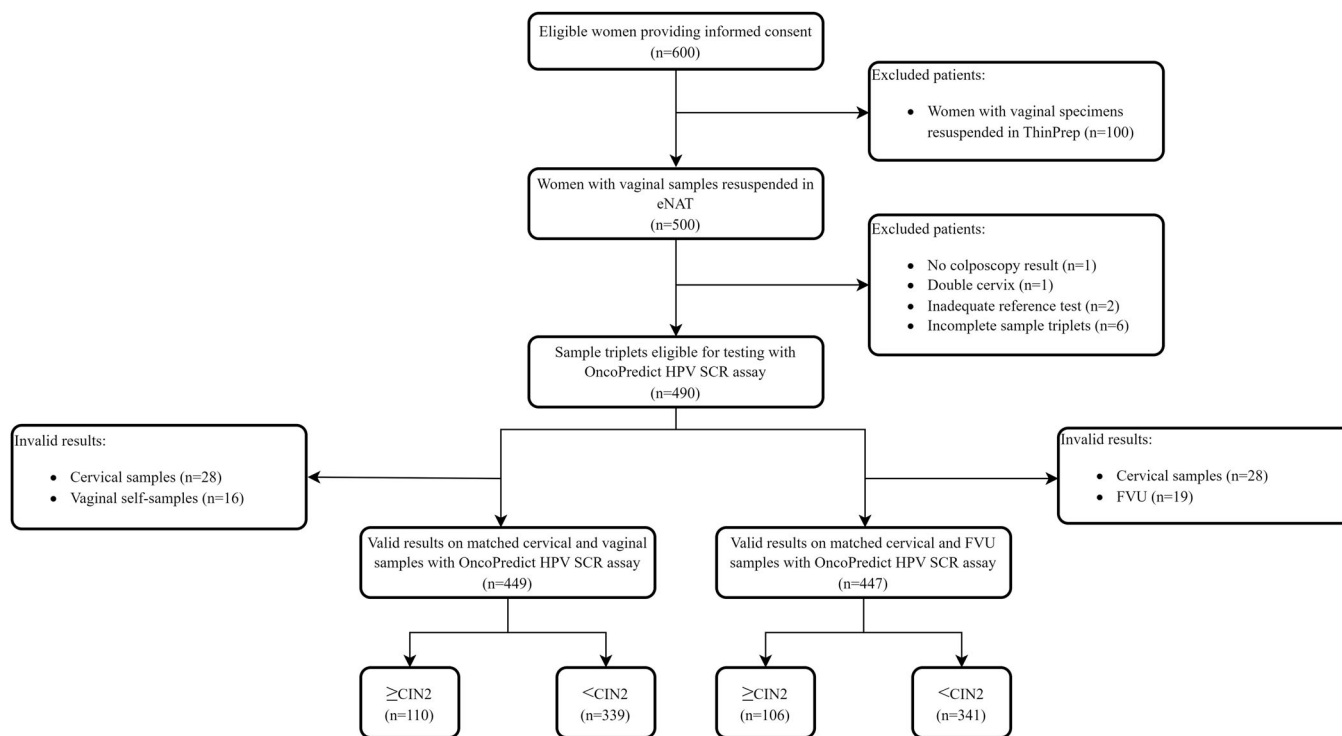 Eligible women providing informed consent
(n=600)
Excluded patients:
• Women with vaginal specimens
resuspended in ThinPrep (n=100)
Women with vaginal samples resuspended in
eNAT
(n=500)
Excluded patients:
• No colposcopy result (n=1)
• Double cervix (n=1)
• Inadequate reference test (n=2)
• Incomplete sample triplets (n=6)
Sample triplets eligible for testing with
OncoPredict HPV SCR assay
(n=490)
Invalid results:
• Cervical samples (n=28)
• Vaginal self-samples (n=16)
Invalid results:
• Cervical samples (n=28)
• FVU (n=19)
Valid results on matched cervical and vaginal
samples with OncoPredict HPV SCR assay
(n=449)
Valid results on matched cervical and FVU
samples with OncoPredict HPV SCR assay
(n=447)
≥CIN2
(n=110)
<CIN2
(n=339)
≥CIN2
(n=106)
<CIN2
(n=341)